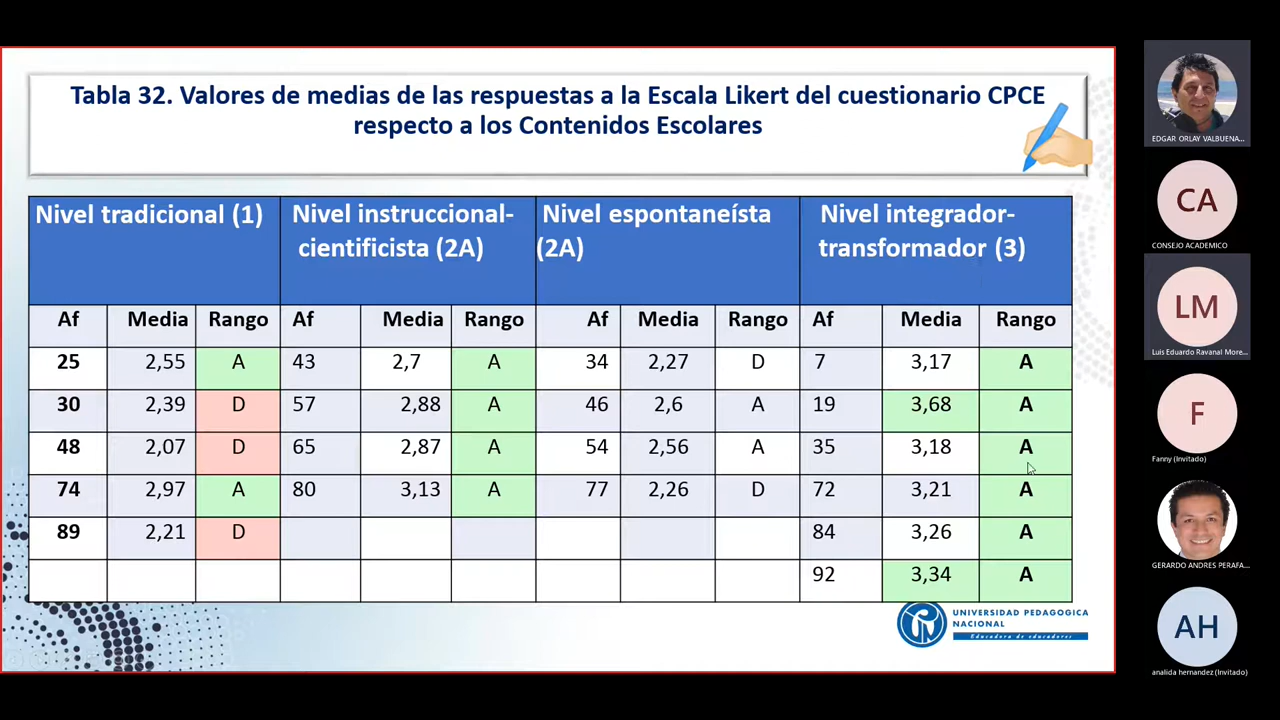 Tabla 32. Valores de medias de las respuestas a la Escala Likert del cuestionario CPCE
respecto a los Contenidos Escolares
Nivel tradicional (1) Nivel instruccional- Nivel espontaneísta Nivel integrador-
científicista (2A) (2A) transformador (3)
Af Media Rango Af Media Rango Af Media Rango Af Media Rango
25 2,55 A 43 2,7 A 34 2,27 D 7 3,17 A
30 2,39 D 57 2,88 A 46 2,6 A 19 3,68 A
48 2,07 D 65 2,87 A 54 2,56 A 35 3,18 A
74 2,97 A 80 3,13 A 77 2,26 D 72 3,21 A
89 2,21 D 84 3,26 A
92 3,34 A
UNIVERSIDAD PEDAGOGICA
NACIONAL
Educadora de educadores
EDGAR ORLAY VALBUENA...
CA
CONSEJO ACADEMICO
LM
Luis Eduardo Ravanal More...
F
Fanny (Invitado)
GERARDO ANDRES PERAFA...
AH
analida hernandez (Invitado)